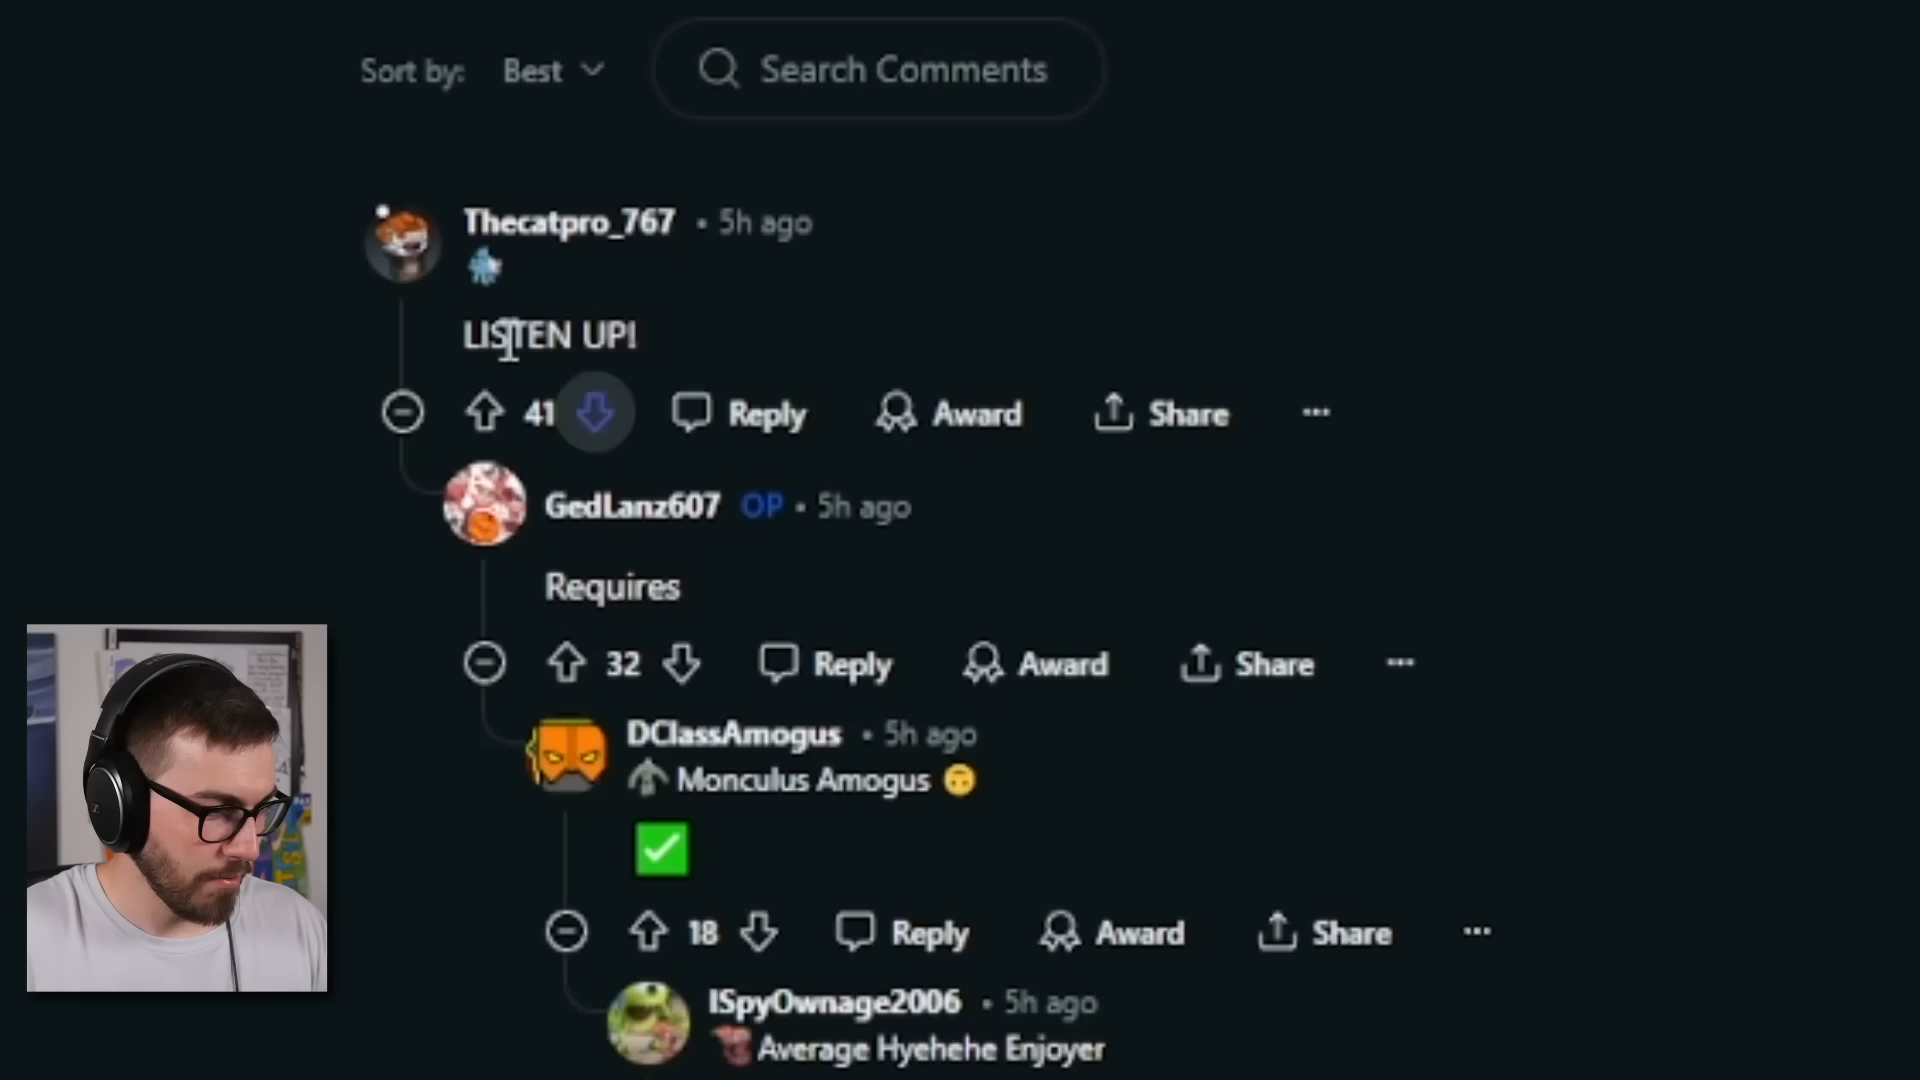 Sort by: Best Search Comments
Thecatpro_767 • 5h ago
LISTEN UP!
41 Reply Award Share ...
GedLanz607 OP • 5h ago
Requires
32 Reply Award Share ...
DClassAmogus • 5h ago
Monculus Amogus 🙃
✅
18 Reply Award Share ...
ISpyOwnage2006 • 5h ago
Average Hyehehe Enjoyer